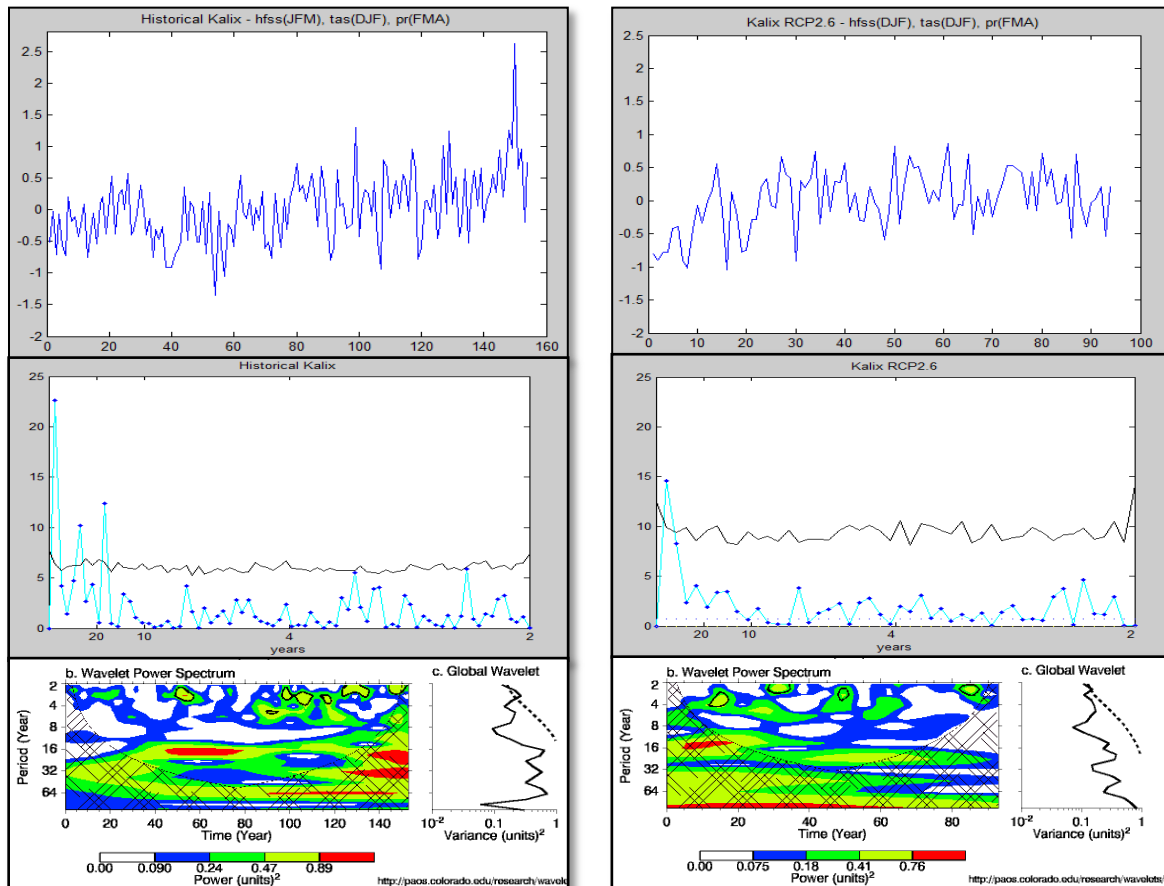 Historical Kalix - hfss(JFM), tas(DJF), pr(FMA)
2.5
2
1.5
1
0.5
0
-0.5
-1
-1.5
-2
0 20 40 60 80 100 120 140 160
Kalix RCP2.6 - hfss(DJF), tas(DJF), pr(FMA)
2.5
2
1.5
1
0.5
0
-0.5
-1
-1.5
-2
0 10 20 30 40 50 60 70 80 90 100
Historical Kalix
25
20
15
10
5
0
20 10 4 2
years
Kalix RCP2.6
25
20
15
10
5
0
20 10 4 2
years
b. Wavelet Power Spectrum
Period (Year)
2
4
8
16
32
64
0 20 40 60 80 100 120 140
Time (Year)
c. Global Wavelet
10-2 0.1 1
Variance (units)2
0.00 0.090 0.24 0.47 0.89
Power (units)2
http://paos.colorado.edu/research/wavele
b. Wavelet Power Spectrum
Period (Year)
2
4
8
16
32
64
0 20 40 60 80
Time (Year)
c. Global Wavelet
10-2 0.1 1
Variance (units)2
0.00 0.075 0.18 0.41 0.76
Power (units)2
http://paos.colorado.edu/research/wavelets/